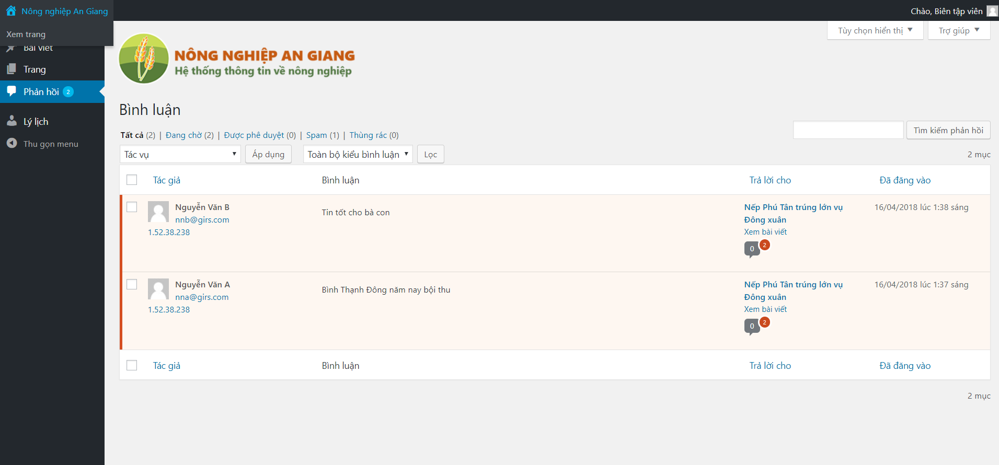 Nông nghiệp An Giang
Chào, Biên tập viên
Xem trang
Bài viết
Trang
Phản hồi 2
Lý lịch
Thu gọn menu
Tùy chọn hiển thị
Trợ giúp
NÔNG NGHIỆP AN GIANG
Hệ thống thông tin về nông nghiệp
Bình luận
Tất cả (2) | Đang chờ (2) | Được phê duyệt (0) | Spam (1) | Thùng rác (0)
Tìm kiếm phản hồi
Tác vụ
Áp dụng
Toàn bộ kiểu bình luận
Lọc
2 mục
Tác giả
Bình luận
Trả lời cho
Đã đăng vào
Nguyễn Văn B
nnb@girs.com
1.52.38.238
Tin tốt cho bà con
Nếp Phú Tân trúng lớn vụ
Đông xuân
Xem bài viết
0 2
16/04/2018 lúc 1:38 sáng
Nguyễn Văn A
nna@girs.com
1.52.38.238
Bình Thạnh Đông năm nay bội thu
Nếp Phú Tân trúng lớn vụ
Đông xuân
Xem bài viết
0 2
16/04/2018 lúc 1:37 sáng
Tác giả
Bình luận
Trả lời cho
Đã đăng vào
2 mục